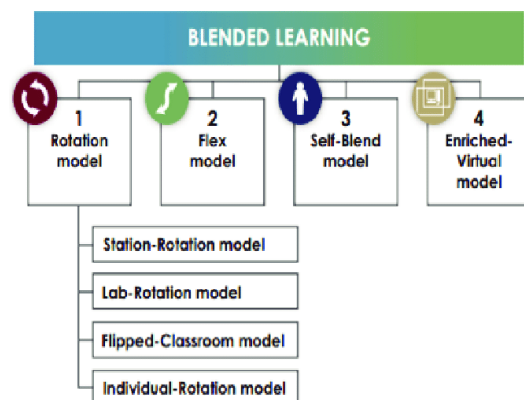 BLENDED LEARNING
1
Rotation
model
2
Flex
model
3
Self-Blend
model
4
Enriched-
Virtual
model
Station-Rotation model
Lab-Rotation model
Flipped-Classroom model
Individual-Rotation model